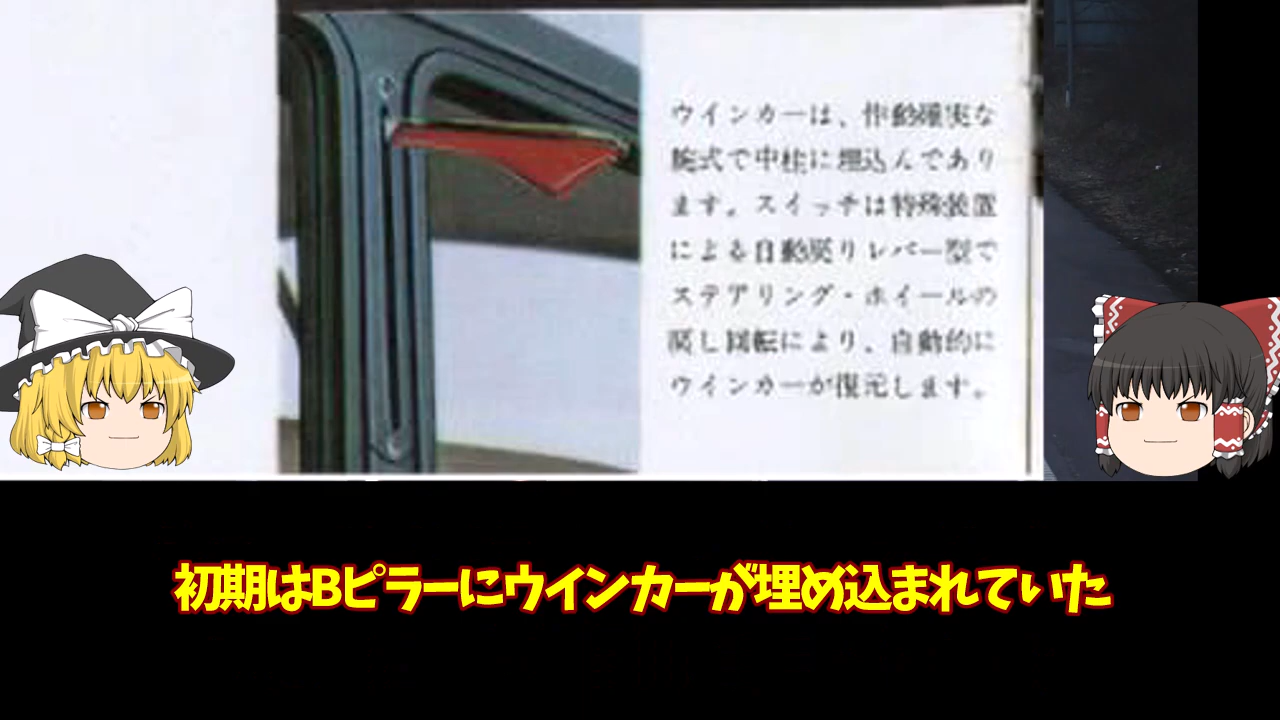 ウインカーは、作動確実な
腕式で中柱に埋込んであり
ます。スイッチは特殊装置
による自動戻りレバー型で
ステアリング・ホイールの
戻し回転により、自動的に
ウインカーが復元します。
初期はBピラーにウインカーが埋め込まれていた